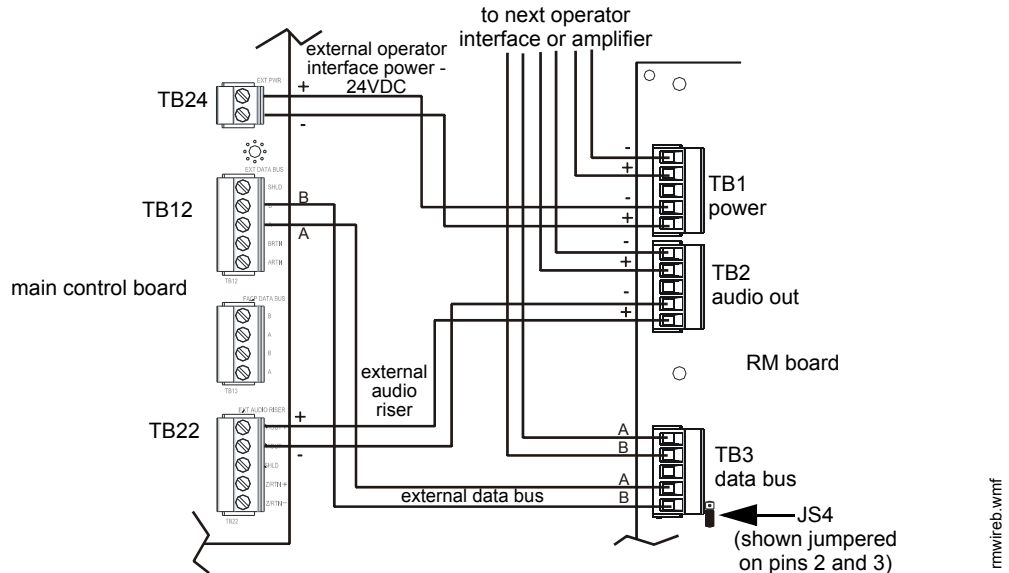 to next operator
interface or amplifier
external operator
interface power -
24VDC
EXT PWR
TB24
+
-
EXT DATA BUS
SHLD
B
B
A
TB12
BRTN
ARTN
TB12
main control board
FACP DATA BUS
B
A
B
A
TB13
external
audio
riser
EXT AUDIO RISER
+
TB22
-
SHLD
Z/RTN+
Z/RTN-
TB22
external data bus
-
+
-
+
TB1
power
-
+
-
+
TB2
audio out
RM board
A
B
A
B
TB3
data bus
JS4
(shown jumpered
on pins 2 and 3)
rmwireb.wmf